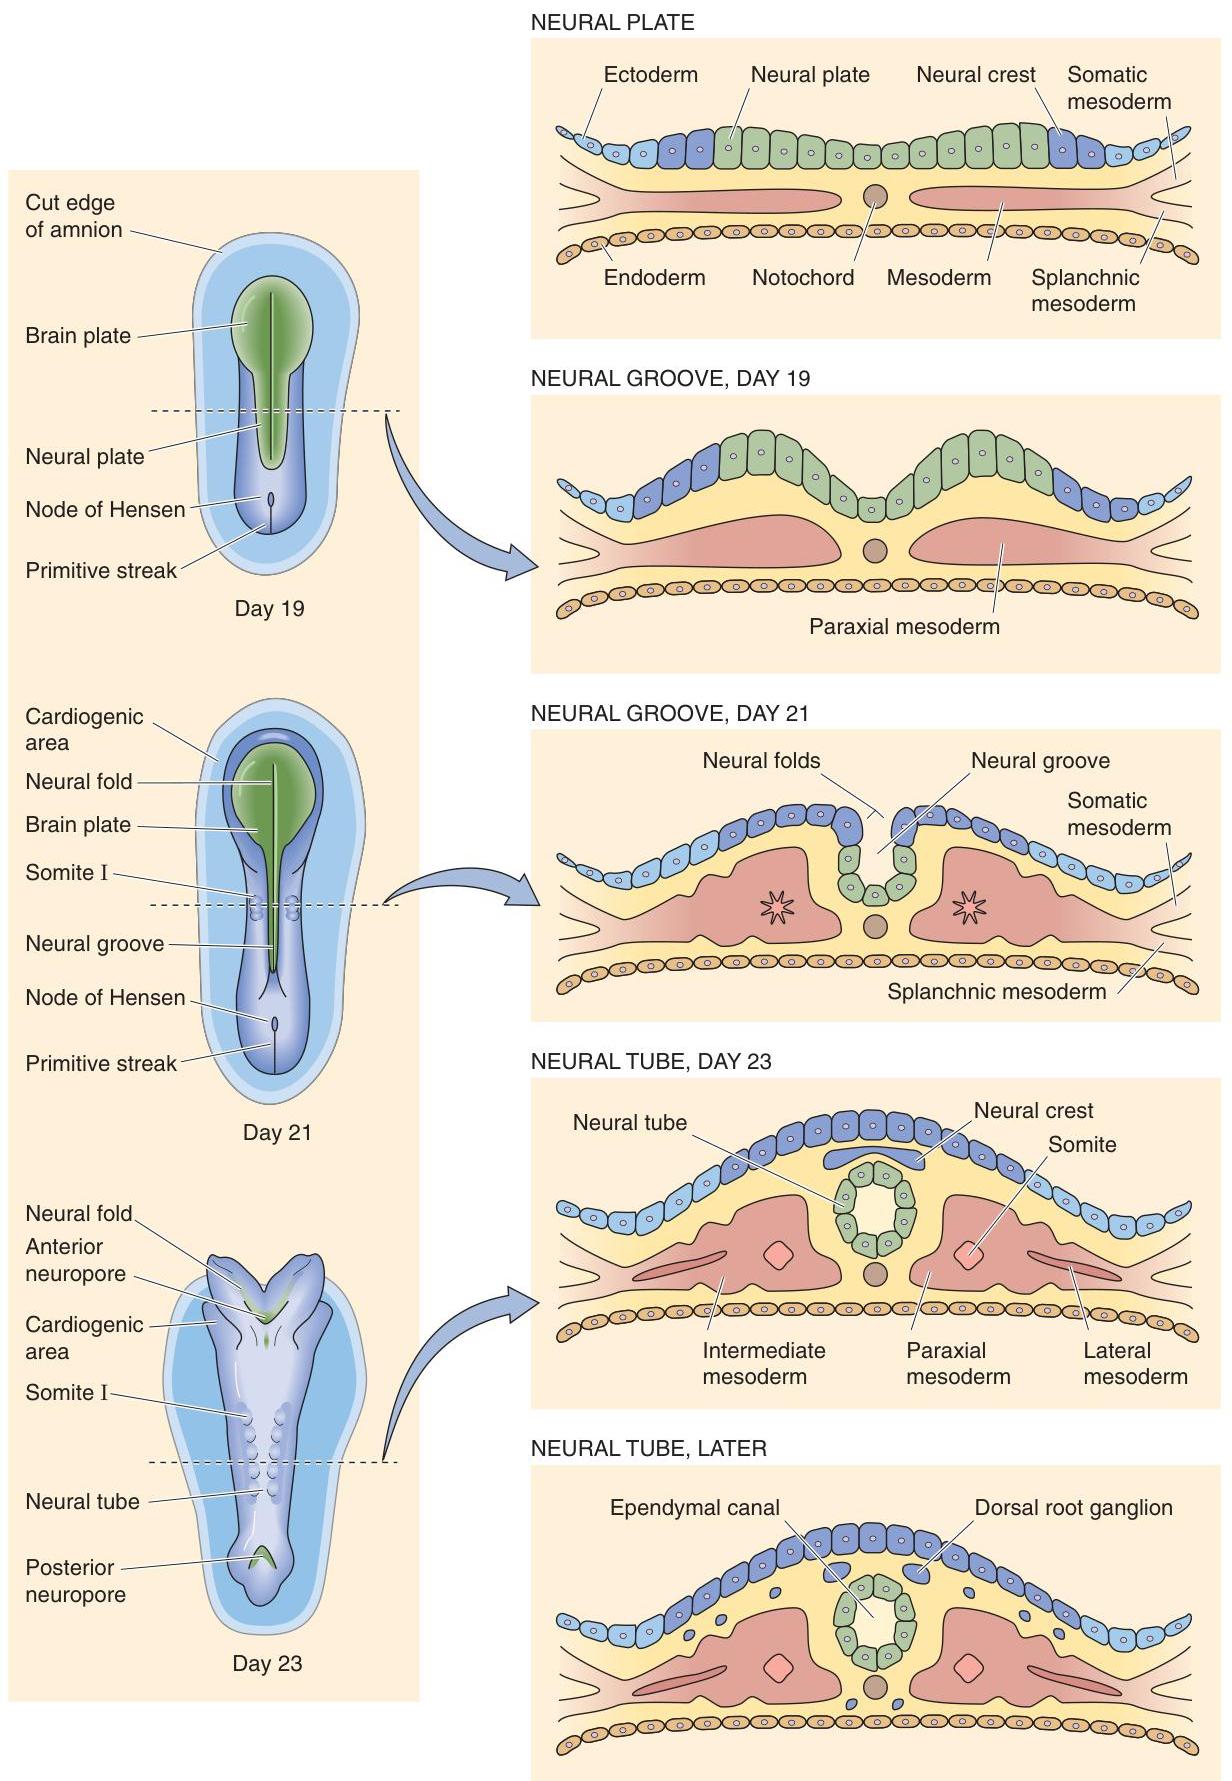 Cut edge
of amnion
Brain plate
Neural plate
Node of Hensen
Primitive streak
Day 19
Cardiogenic
area
Neural fold
Brain plate
Somite I
Neural groove
Node of Hensen
Primitive streak
Day 21
Neural fold
Anterior
neuropore
Cardiogenic
area
Somite I
Neural tube
Posterior
neuropore
Day 23
NEURAL PLATE
Ectoderm
Neural plate
Neural crest
Somatic
mesoderm
Endoderm
Notochord
Mesoderm
Splanchnic
mesoderm
NEURAL GROOVE, DAY 19
Paraxial mesoderm
NEURAL GROOVE, DAY 21
Neural folds
Neural groove
Somatic
mesoderm
Splanchnic mesoderm
NEURAL TUBE, DAY 23
Neural tube
Neural crest
Somite
Intermediate
mesoderm
Paraxial
mesoderm
Lateral
mesoderm
NEURAL TUBE, LATER
Ependymal canal
Dorsal root ganglion